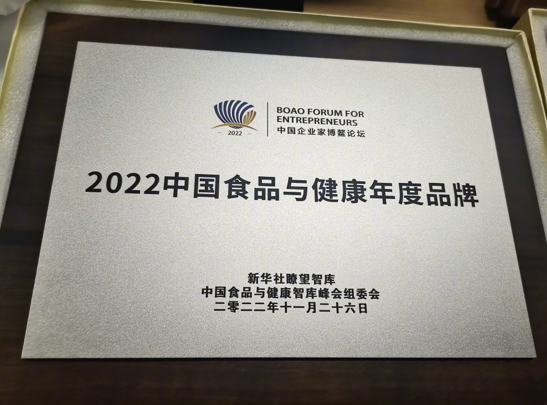 BOAO FORUM FOR
ENTREPRENEURS
中国企业家博鳌论坛
2022
2022中国食品与健康年度品牌
新华社瞭望智库
中国食品与健康智库峰会组委会
二零二二年十一月二十六日